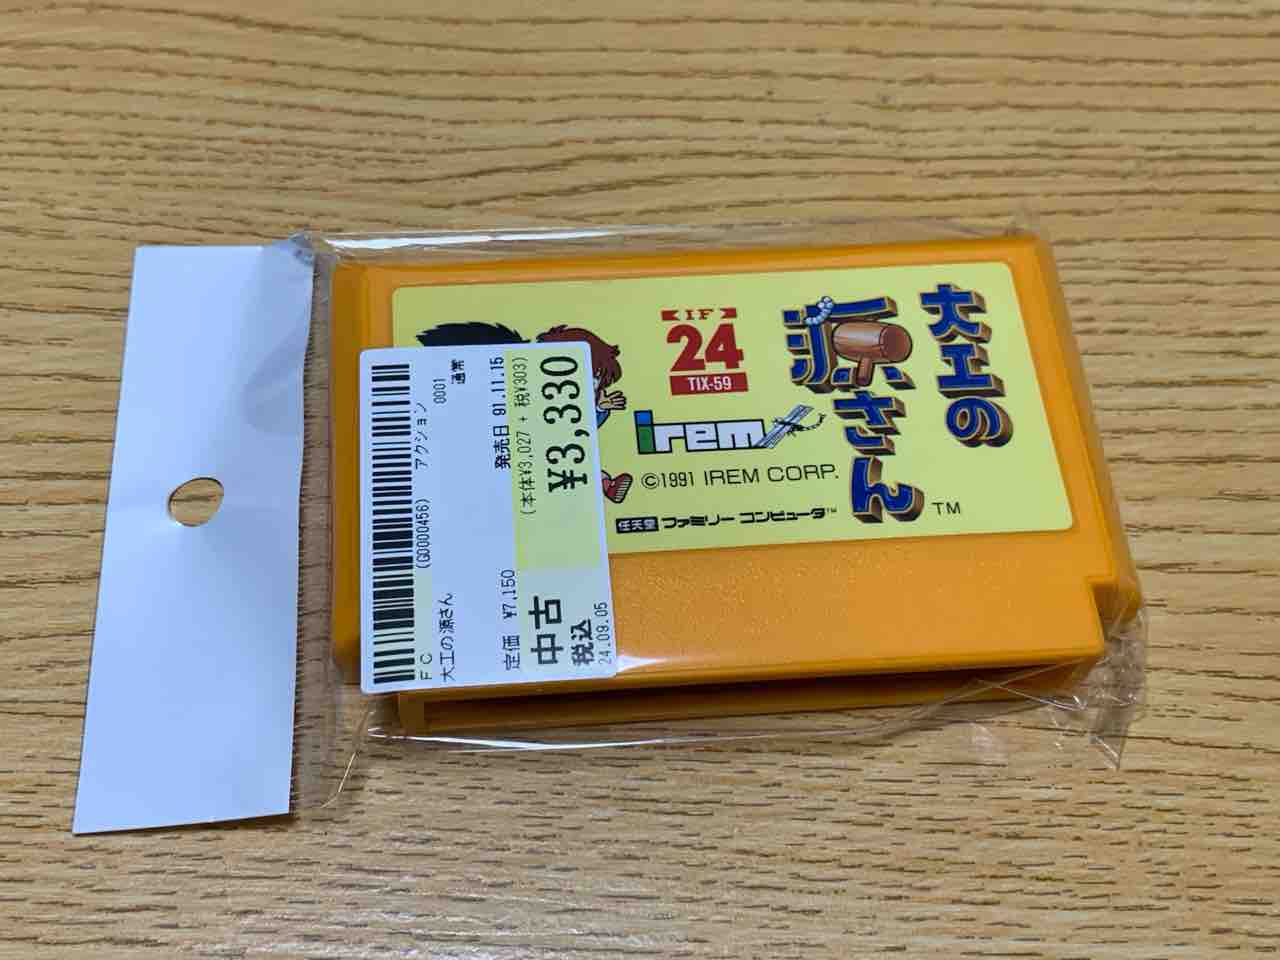 大工の
源さん
TM
IF
24
TIX-59
irem
©1991 IREM CORP.
任天堂 ファミリー コンピュータ™
(G0000456) アクション
0001
通常
FC
大工の源さん
発売日 91.11.15
定価 ¥7,150
(本体¥3,027 + 税¥303)
中古
¥3,330
税込
24.09.05